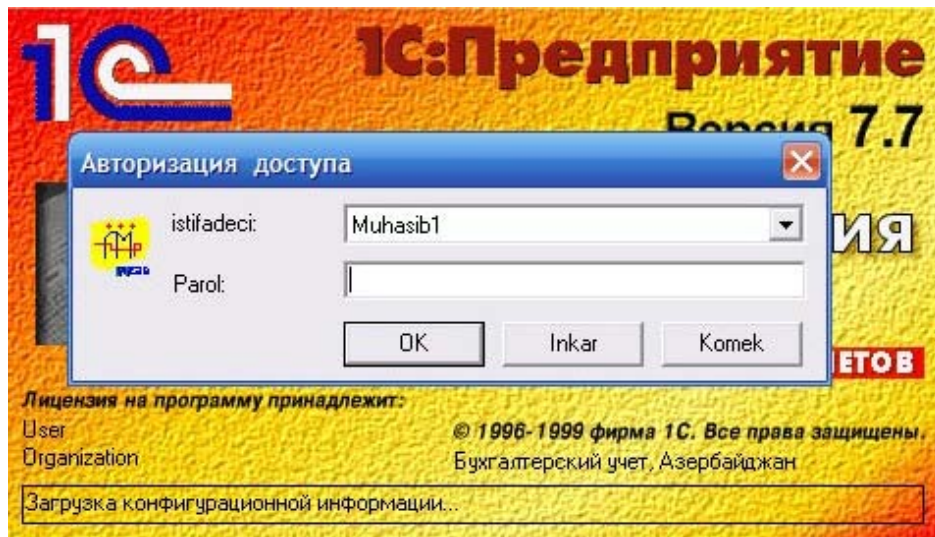 1С
1С:Предприятие
Версия 7.7
Авторизация доступа
istifadeci:
Muhasib1
Parol:
OK
Inkar
Komek
Лицензия на программу принадлежит:
User
Organization
© 1996-1999 фирма 1С. Все права защищены.
Бухгалтерский учет, Азербайджан
Загрузка конфигурационной информации...